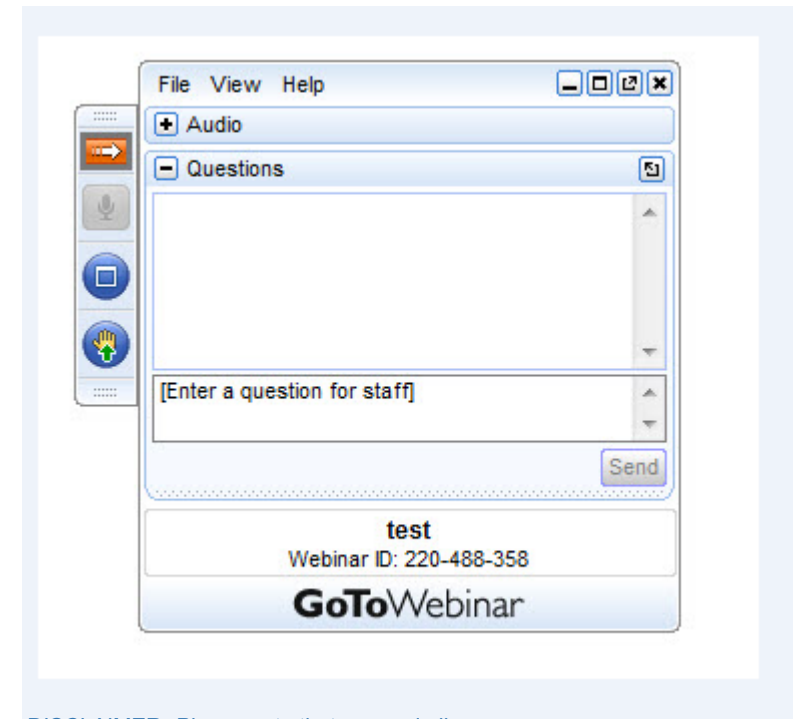 File View Help
Audio
Questions
[Enter a question for staff]
Send
test
Webinar ID: 220-488-358
GoToWebinar